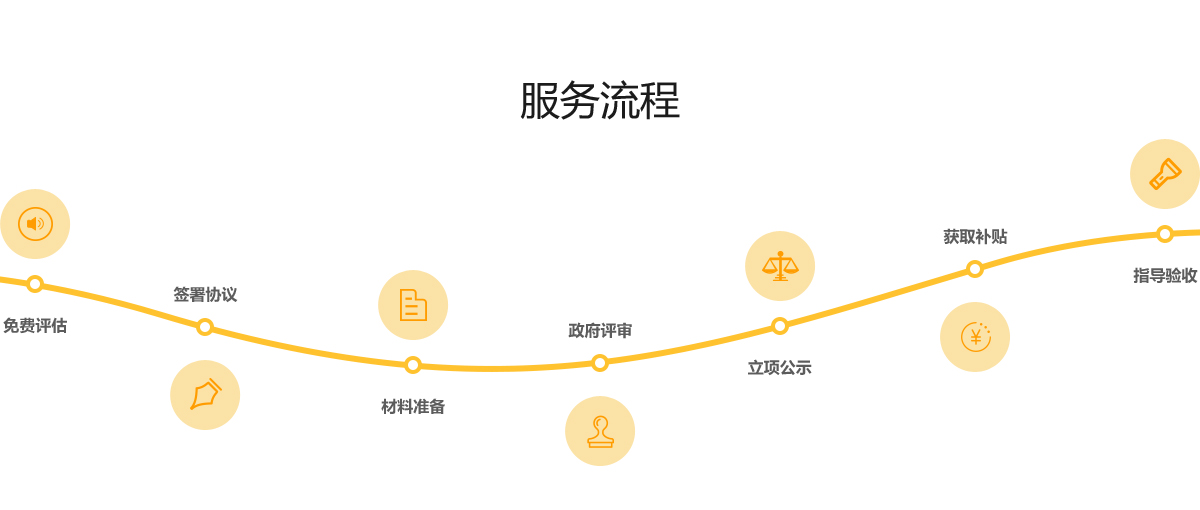 服务流程
免费评估
签署协议
材料准备
政府评审
立项公示
获取补贴
指导验收